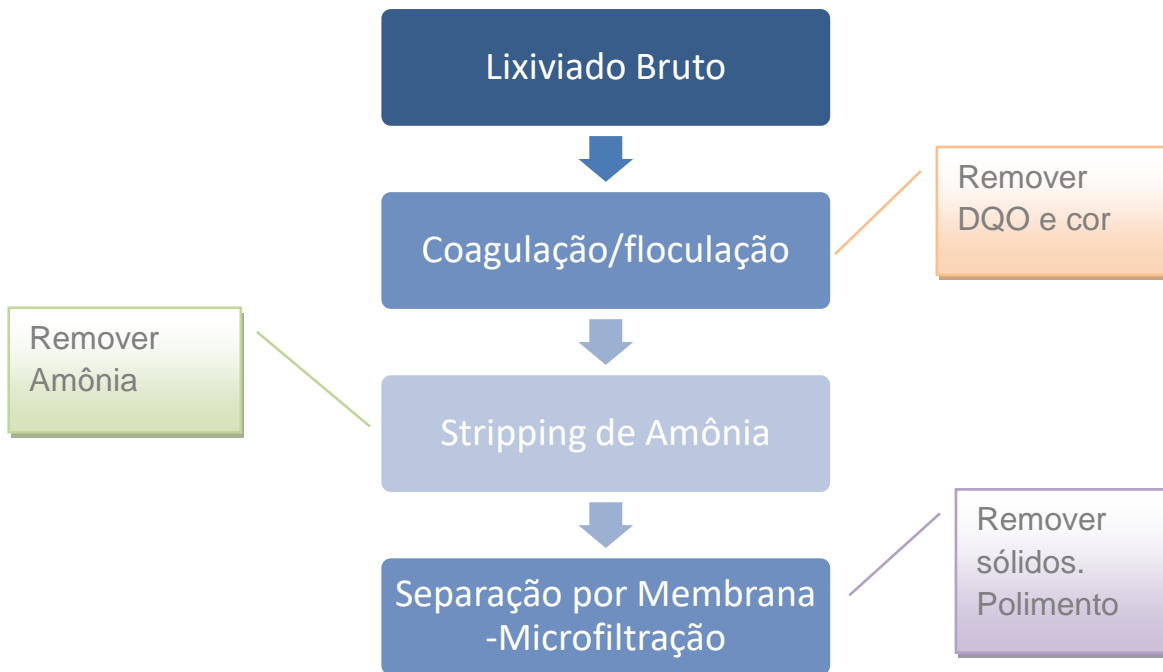 Lixiviado Bruto
Remover
DQO e cor
Coagulação/floculação
Remover
Amônia
Stripping de Amônia
Remover
sólidos.
Polimento
Separação por Membrana
-Microfiltração